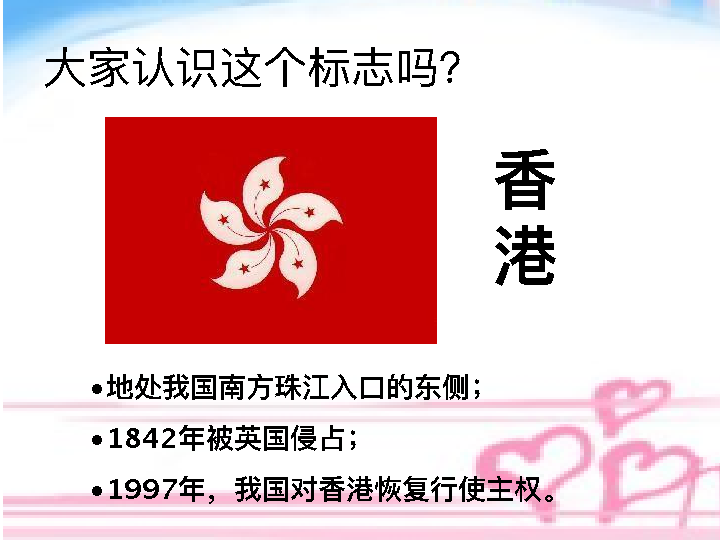 大家认识这个标志吗?
香港
•地处我国南方珠江入口的东侧;
•1842年被英国侵占;
•1997年，我国对香港恢复行使主权。